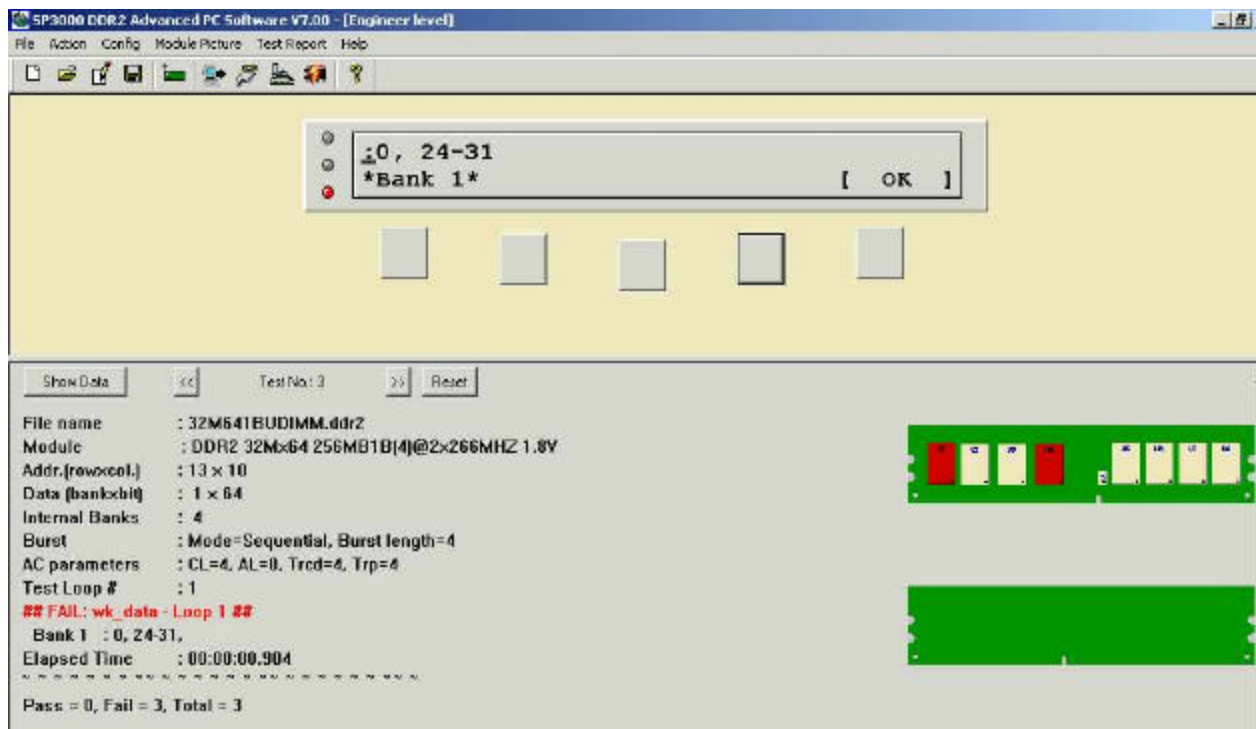 SP3000 DDR2 Advanced PC Software V7.00 - [Engineer level]
File Action Config Module Picture Test Report Help
:0, 24-31
*Bank 1* [ OK ]
Show Data << Test No.: 3 >> Reset
File name : 32M641BUDIMM.ddr2
Module : DDR2 32Mx64 256MB1B(4)@2x266MHZ 1.8V
Addr.(rowxcol.) : 13 x 10
Data (bankxbit) : 1 x 64
Internal Banks : 4
Burst : Mode=Sequential, Burst length=4
AC parameters : CL=4, AL=0, Trcd=4, Trp=4
Test Loop # : 1
## FAIL: wk_data - Loop 1 ##
Bank 1 : 0, 24-31,
Elapsed Time : 00:00:00.904
~ ~ ~ ~ ~ ~ ~ ~ ~ ~ ~ ~ ~ ~ ~ ~ ~ ~ ~ ~ ~ ~ ~ ~ ~ ~
Pass = 0, Fail = 3, Total = 3